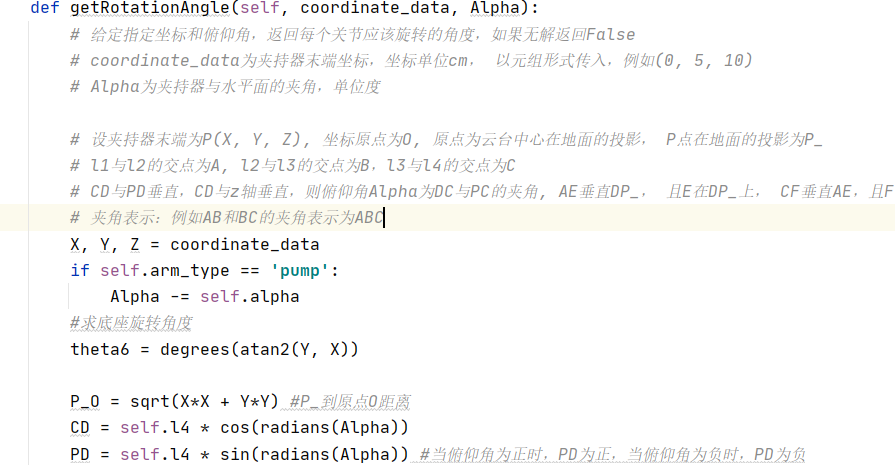 def getRotationAngle(self, coordinate_data, Alpha):
# 给定指定坐标和俯仰角，返回每个关节应该旋转的角度，如果无解返回False
# coordinate_data为夹持器末端坐标，坐标单位cm， 以元组形式传入，例如(0, 5, 10)
# Alpha为夹持器与水平面的夹角，单位度
# 设夹持器末端为P(X, Y, Z), 坐标原点为O, 原点为云台中心在地面的投影， P点在地面的投影为P_
# l1与l2的交点为A, l2与l3的交点为B，l3与l4的交点为C
# CD与PD垂直，CD与z轴垂直，则俯仰角Alpha为DC与PC的夹角, AE垂直DP_， 且E在DP_上， CF垂直AE，且F
# 夹角表示：例如AB和BC的夹角表示为ABC
X, Y, Z = coordinate_data
if self.arm_type == 'pump':
Alpha -= self.alpha
#求底座旋转角度
theta6 = degrees(atan2(Y, X))
P_O = sqrt(X*X + Y*Y) #P_到原点O距离
CD = self.l4 * cos(radians(Alpha))
PD = self.l4 * sin(radians(Alpha)) #当俯仰角为正时，PD为正，当俯仰角为负时，PD为负